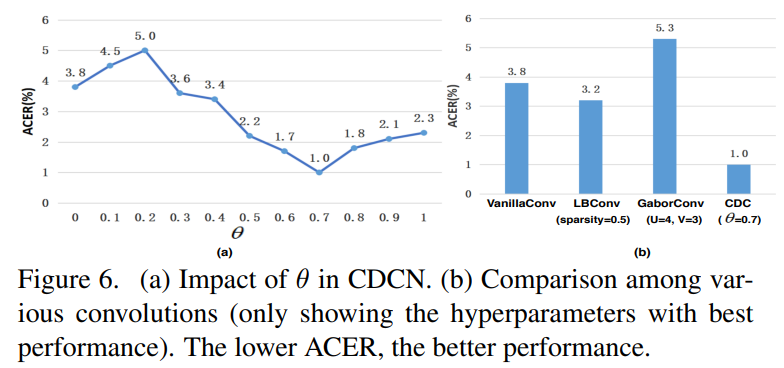 6
5
4
3
2
1
0
ACER(%)
3.8
4.5
5.0
3.6
3.4
2.2
1.7
1.0
1.8
2.1
2.3
0 0.1 0.2 0.3 0.4 0.5 0.6 0.7 0.8 0.9 1
θ
(a)
6
5
4
3
2
1
0
ACER(%)
3.8
3.2
5.3
1.0
VanillaConv LBConv GaborConv CDC
(sparsity=0.5) (U=4, V=3) (θ=0.7)
(b)
Figure 6. (a) Impact of θ in CDCN. (b) Comparison among var-
ious convolutions (only showing the hyperparameters with best
performance). The lower ACER, the better performance.